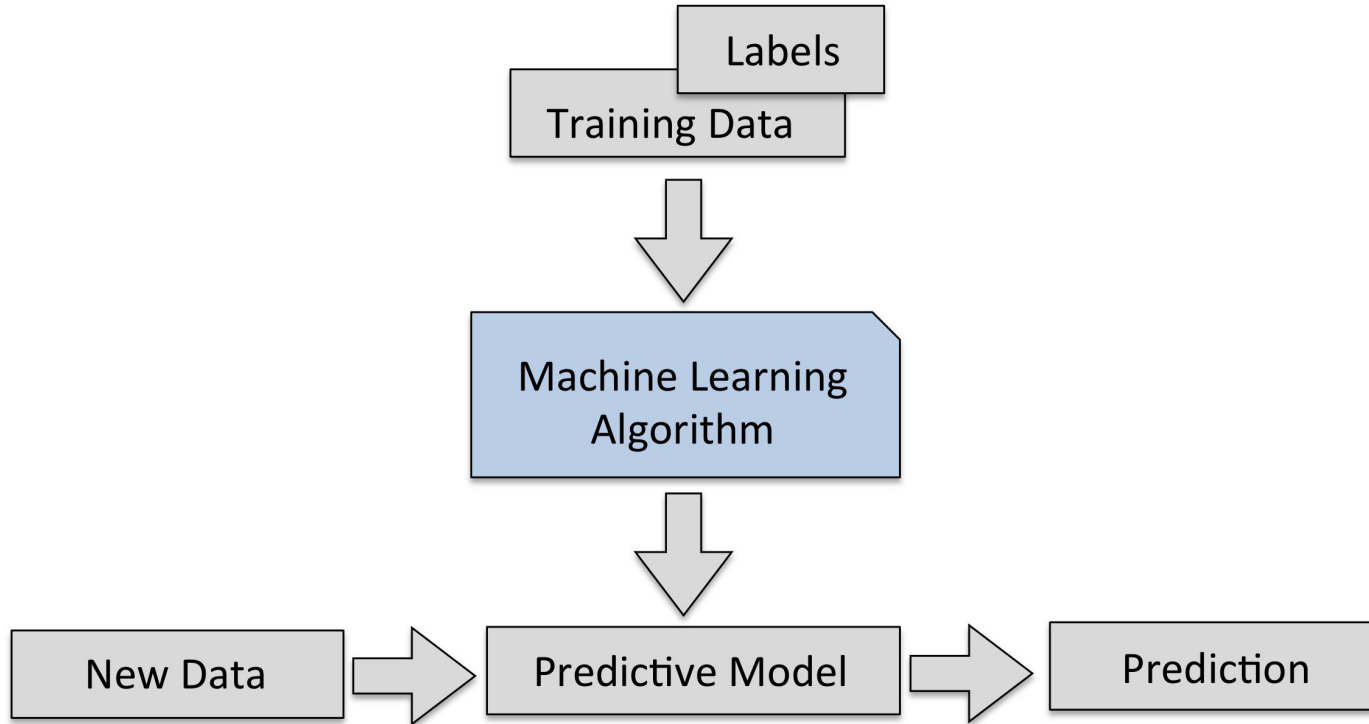 Labels
Training Data
Machine Learning
Algorithm
New Data
Predictive Model
Prediction